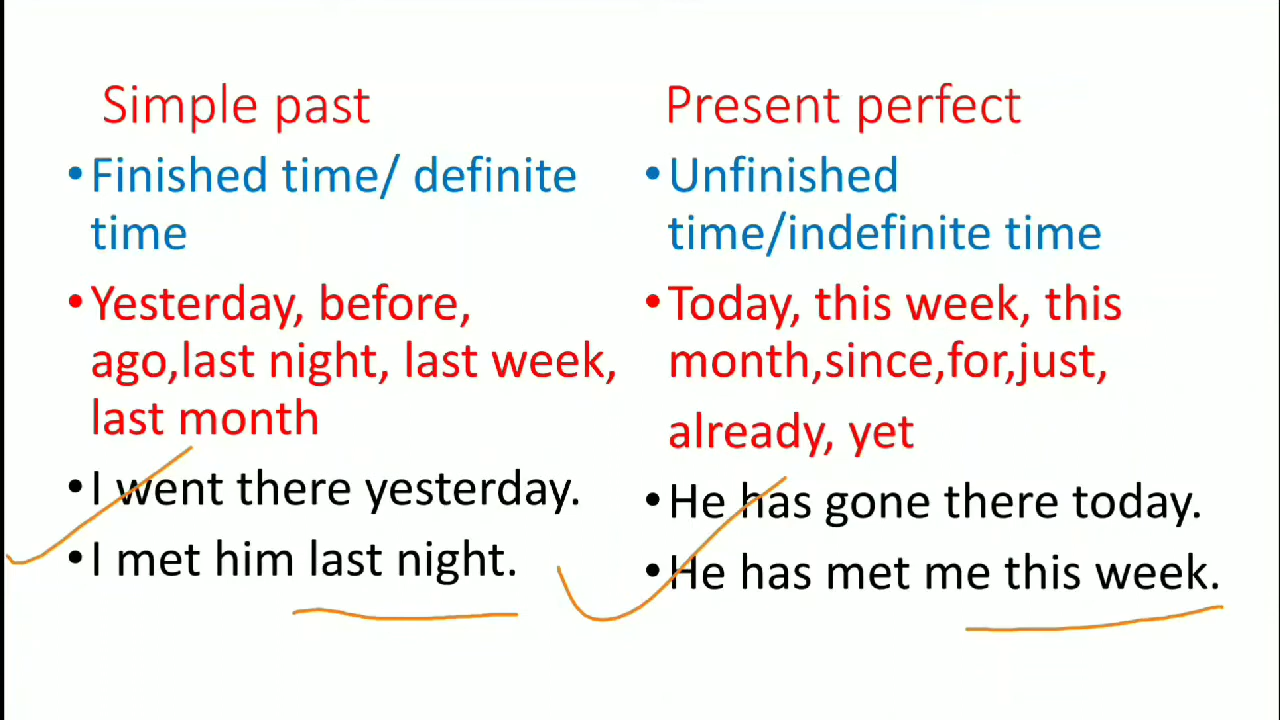 Simple past
•Finished time/ definite
time
•Yesterday, before,
ago,last night, last week,
last month
•I went there yesterday.
•I met him last night.
Present perfect
•Unfinished
time/indefinite time
•Today, this week, this
month,since,for,just,
already, yet
•He has gone there today.
•He has met me this week.